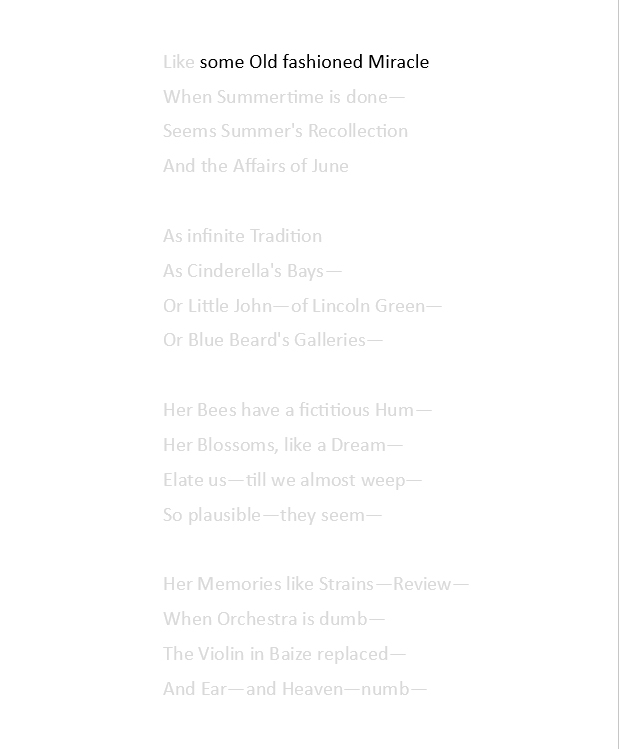 Like some Old fashioned Miracle
When Summertime is done—
Seems Summer's Recollection
And the Affairs of June
As infinite Tradition
As Cinderella's Bays—
Or Little John—of Lincoln Green—
Or Blue Beard's Galleries—
Her Bees have a fictitious Hum—
Her Blossoms, like a Dream—
Elate us—till we almost weep—
So plausible—they seem—
Her Memories like Strains—Review—
When Orchestra is dumb—
The Violin in Baize replaced—
And Ear—and Heaven—numb—